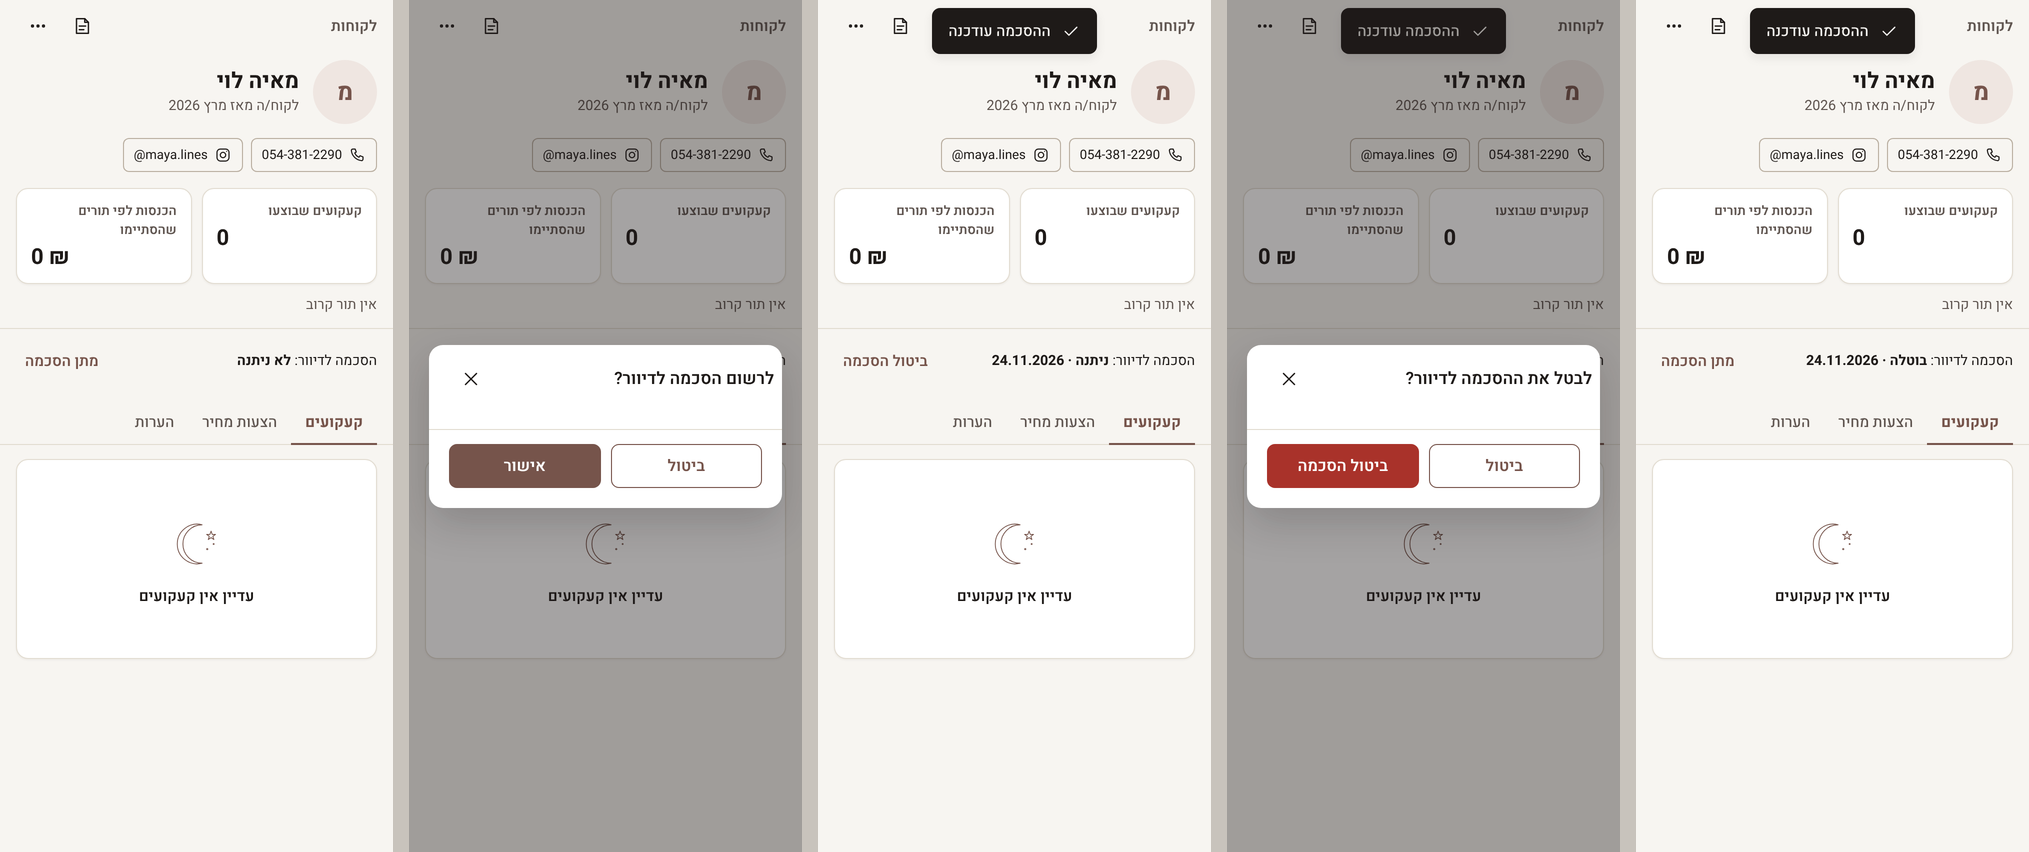 לקוחות
מאיה לוי
לקוח/ה מאז מרץ 2026
מ
054-381-2290
@maya.lines
קעקועים שבוצעו
0
הכנסות לפי תורים שהסתיימו
0 ₪
אין תור קרוב
הסכמה לדיוור: לא ניתנה
מתן הסכמה
קעקועים
הצעות מחיר
הערות
עדיין אין קעקועים
לקוחות
מאיה לוי
לקוח/ה מאז מרץ 2026
מ
054-381-2290
@maya.lines
קעקועים שבוצעו
0
הכנסות לפי תורים שהסתיימו
0 ₪
אין תור קרוב
לרשום הסכמה לדיוור?
ביטול
אישור
עדיין אין קעקועים
ההסכמה עודכנה
לקוחות
מאיה לוי
לקוח/ה מאז מרץ 2026
מ
054-381-2290
@maya.lines
קעקועים שבוצעו
0
הכנסות לפי תורים שהסתיימו
0 ₪
אין תור קרוב
הסכמה לדיוור: ניתנה · 24.11.2026
ביטול הסכמה
קעקועים
הצעות מחיר
הערות
עדיין אין קעקועים
ההסכמה עודכנה
לקוחות
מאיה לוי
לקוח/ה מאז מרץ 2026
מ
054-381-2290
@maya.lines
קעקועים שבוצעו
0
הכנסות לפי תורים שהסתיימו
0 ₪
אין תור קרוב
לבטל את ההסכמה לדיוור?
ביטול
ביטול הסכמה
עדיין אין קעקועים
ההסכמה עודכנה
לקוחות
מאיה לוי
לקוח/ה מאז מרץ 2026
מ
054-381-2290
@maya.lines
קעקועים שבוצעו
0
הכנסות לפי תורים שהסתיימו
0 ₪
אין תור קרוב
הסכמה לדיוור: בוטלה · 24.11.2026
מתן הסכמה
קעקועים
הצעות מחיר
הערות
עדיין אין קעקועים